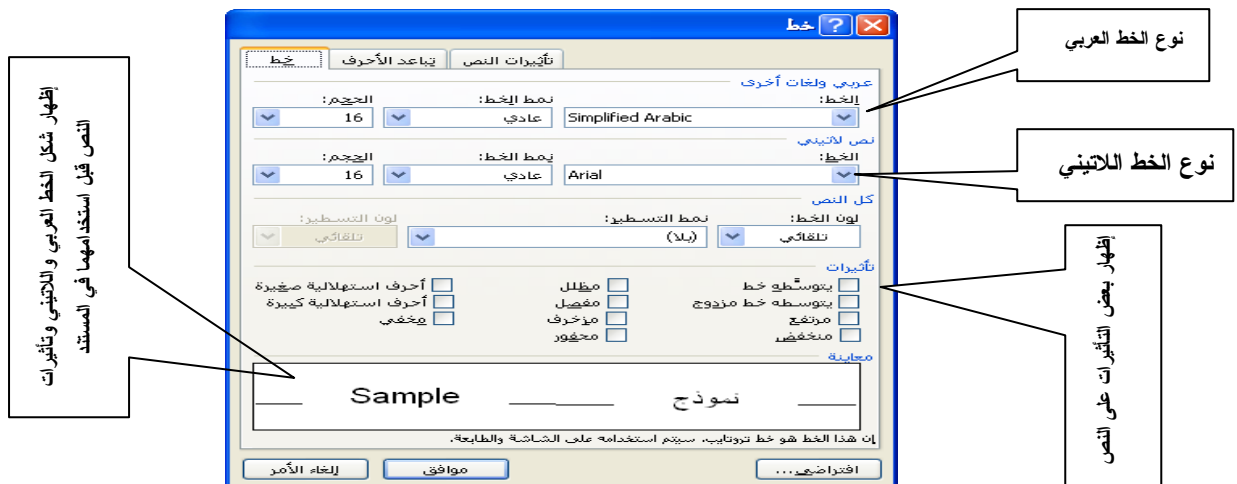 خط
خط
تباعد الأحرف
تأثيرات النص
عربي ولغات أخرى
الخط:
نمط الخط:
الحجم:
Simplified Arabic
عادي
16
نص لاتيني
الخط:
نمط الخط:
الحجم:
Arial
عادي
16
كل النص
لون الخط:
نمط التسطير:
لون التسطير:
تلقائي
(بلا)
تلقائي
تأثيرات
يتوسطه خط
مظلل
أحرف استهلالية صغيرة
يتوسطه خط مزدوج
مفصل
أحرف استهلالية كبيرة
مرتفع
مزخرف
مخفي
منخفض
محفور
معاينة
نموذج
Sample
إن هذا الخط هو خط تروتايب، سيتم استخدامه على الشاشة والطابعة.
افتراضي...
موافق
إلغاء الأمر
نوع الخط العربي
نوع الخط اللاتيني
إظهار بعض التأثيرات على النص
إظهار شكل الخط العربي واللاتيني وتأثيرات
النص قبل استخدامهما في المستند